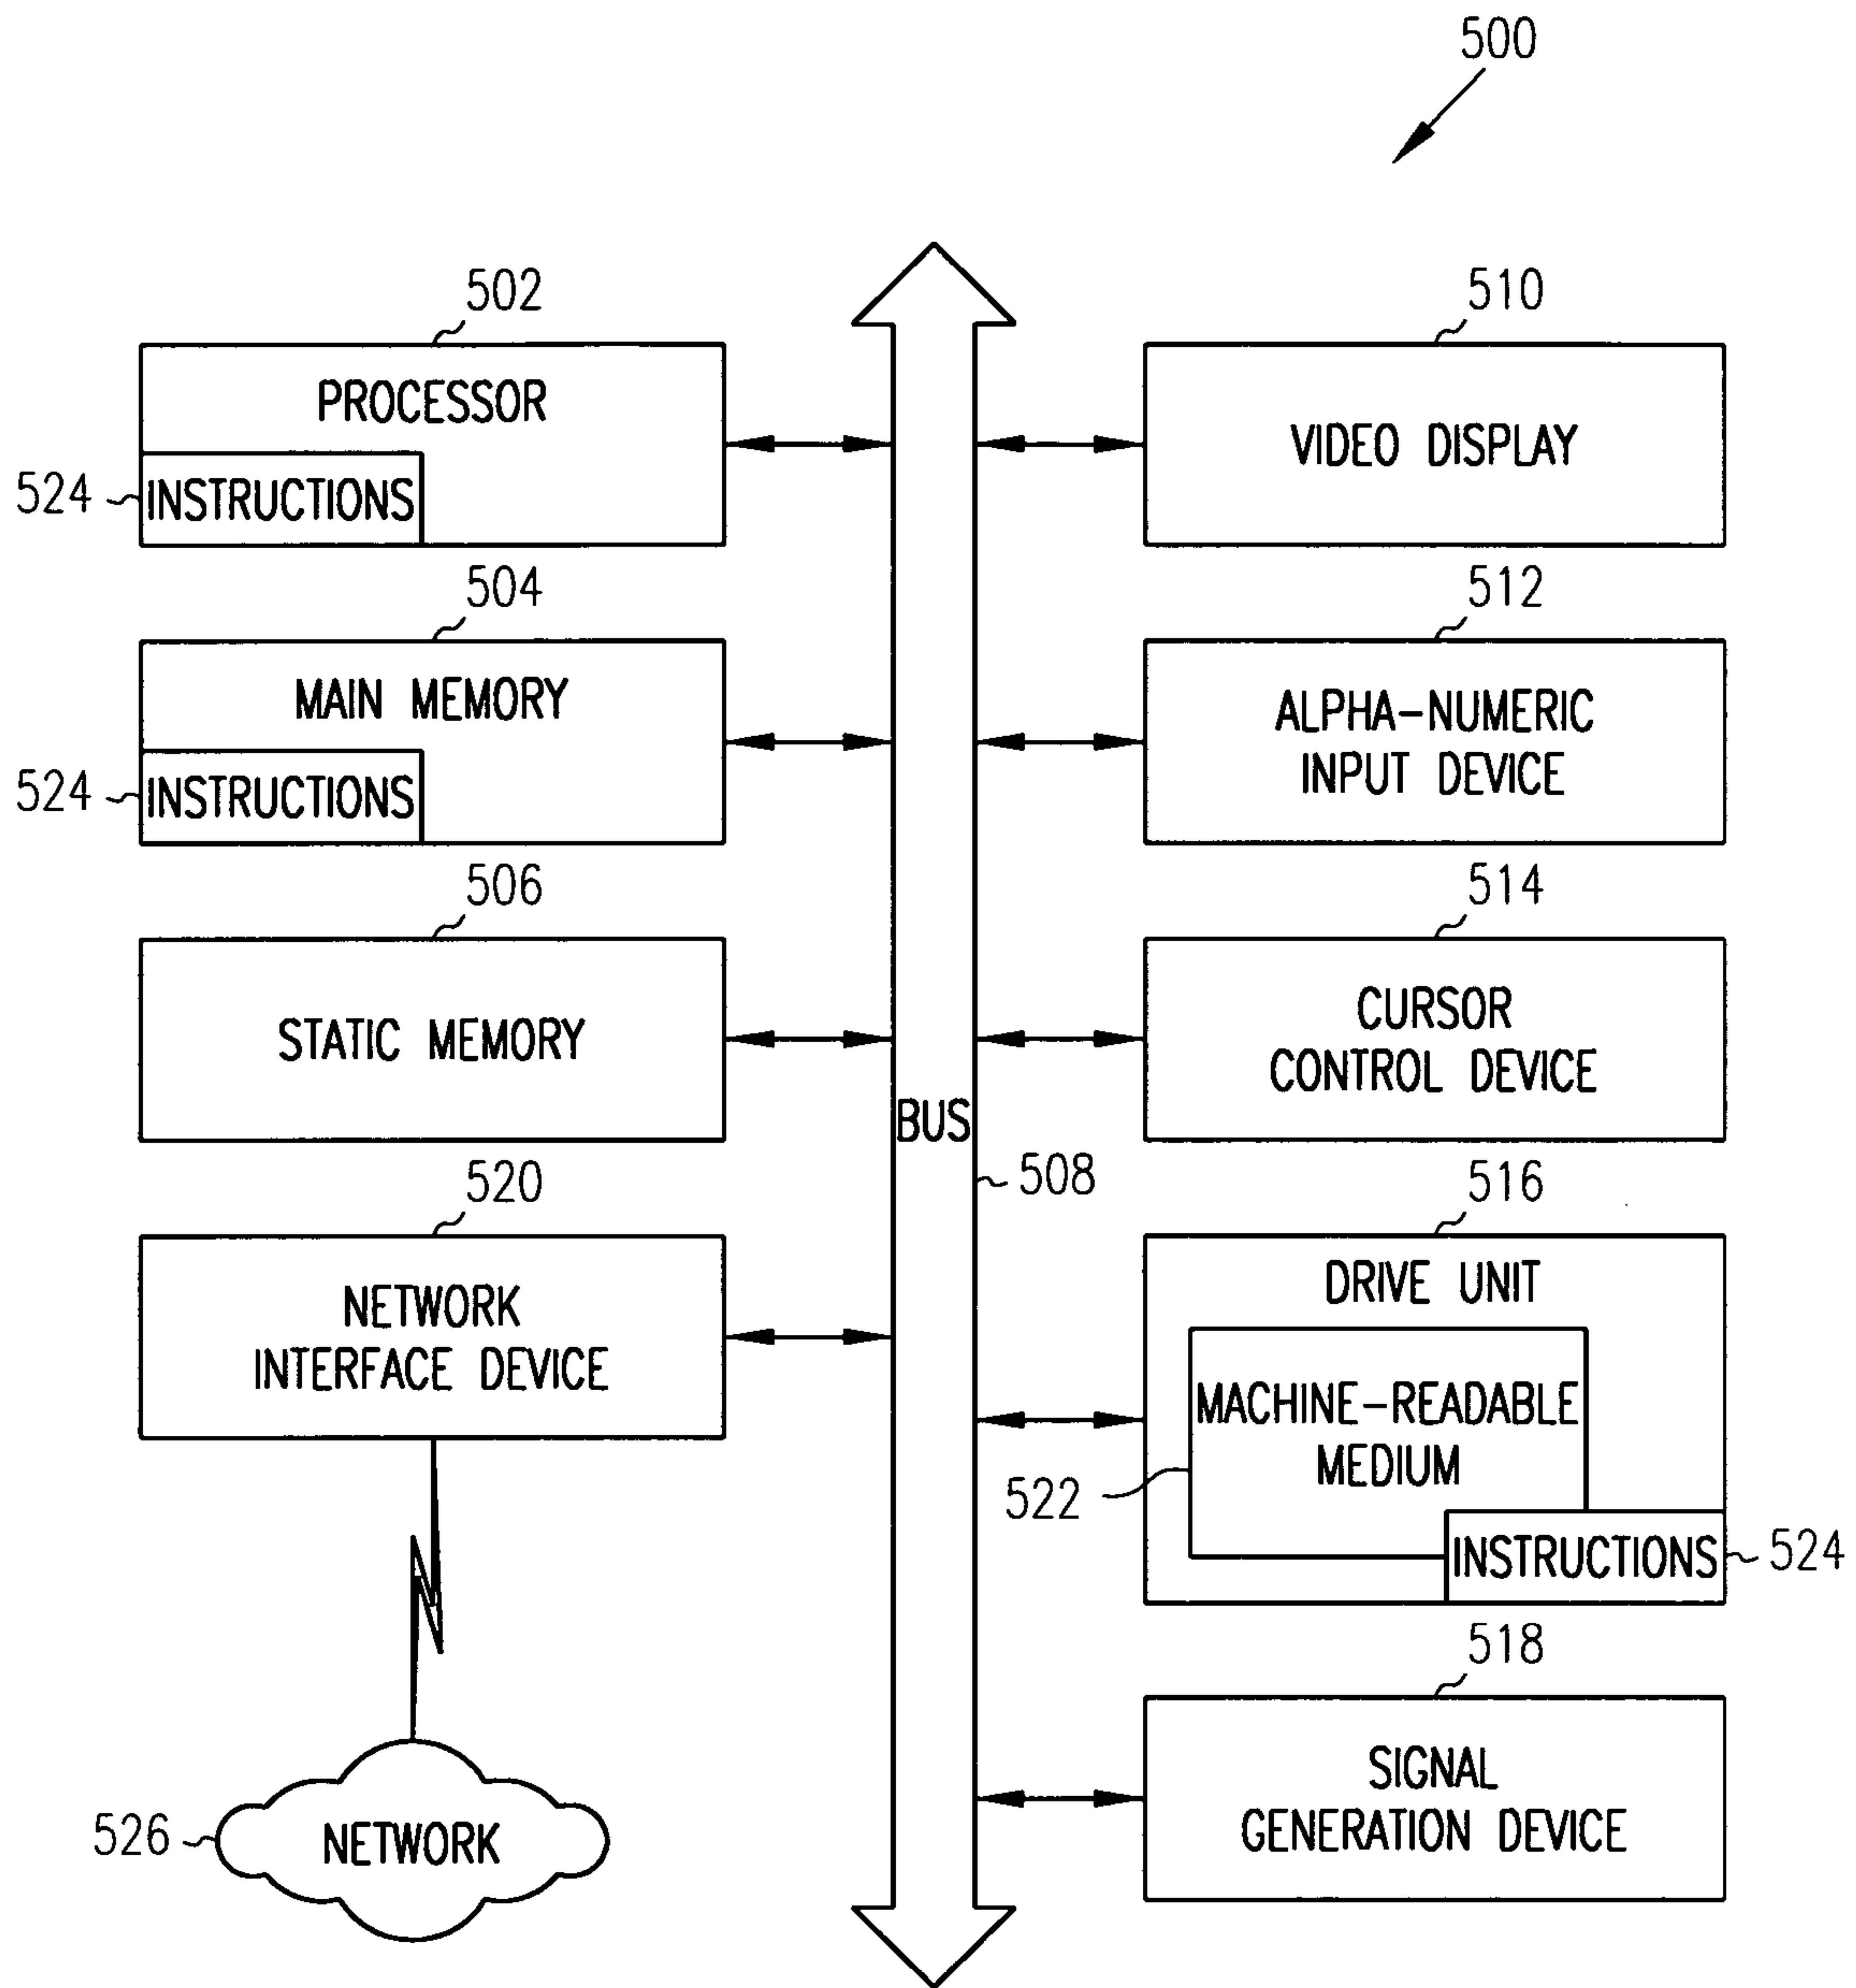 500
502
PROCESSOR
524
INSTRUCTIONS
504
MAIN MEMORY
524
INSTRUCTIONS
506
STATIC MEMORY
520
NETWORK
INTERFACE DEVICE
526
NETWORK
BUS
508
510
VIDEO DISPLAY
512
ALPHA-NUMERIC
INPUT DEVICE
514
CURSOR
CONTROL DEVICE
516
DRIVE UNIT
MACHINE-READABLE
MEDIUM
522
INSTRUCTIONS
524
518
SIGNAL
GENERATION DEVICE